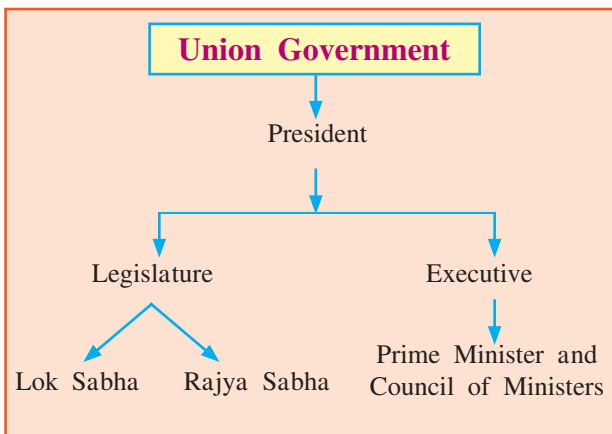 Union Government
President
Legislature
Executive
Lok Sabha
Rajya Sabha
Prime Minister and
Council of Ministers